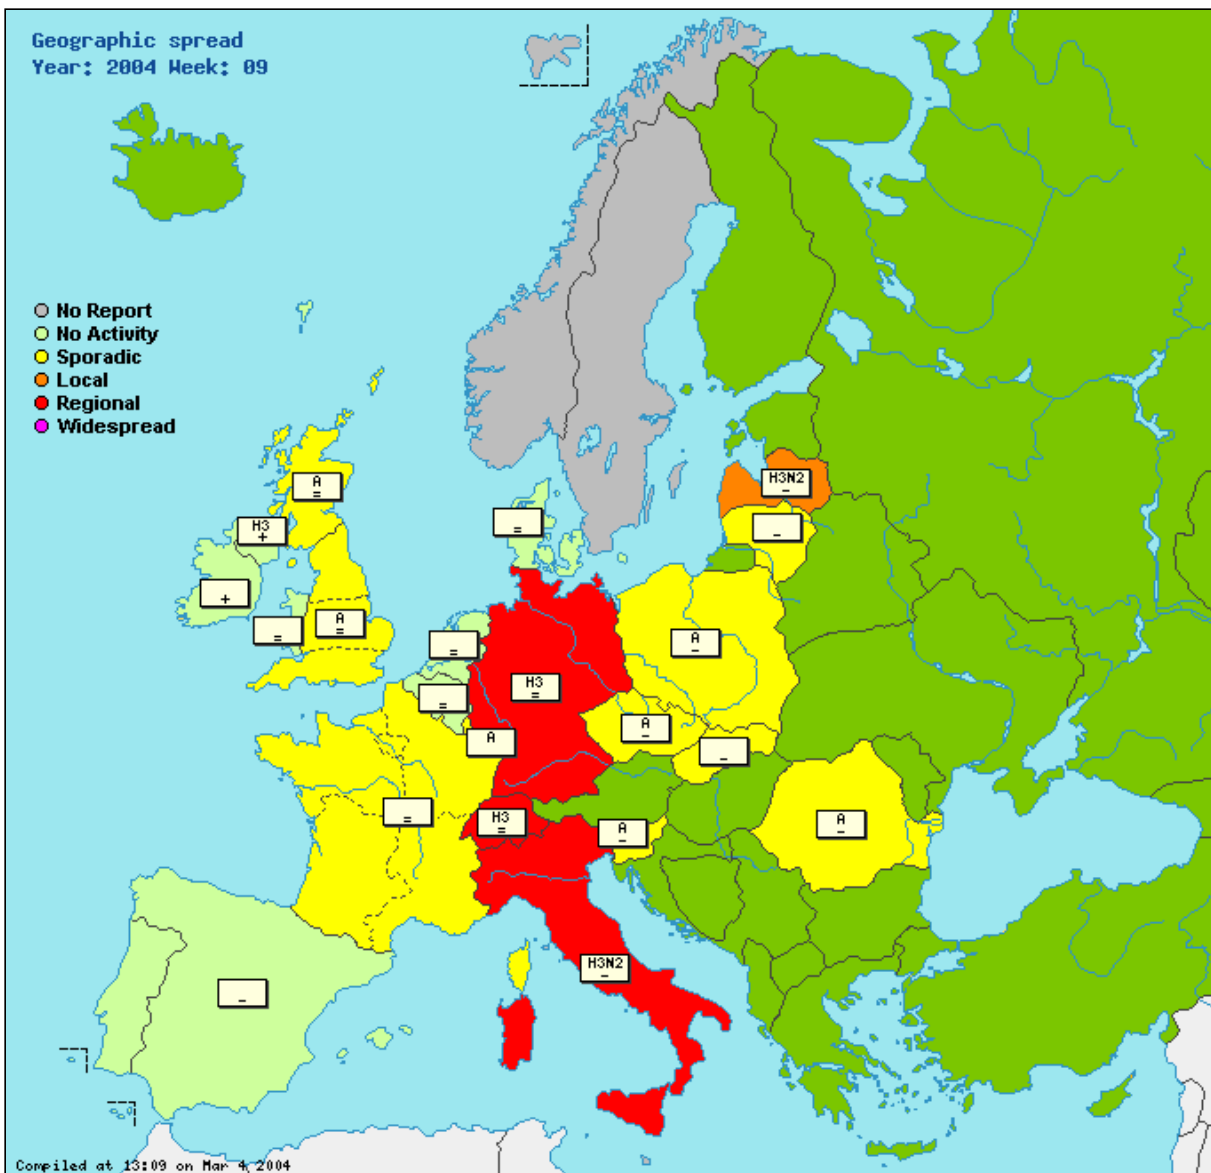 Geographic spread
Year: 2004 Week: 09
No Report
No Activity
Sporadic
Local
Regional
Widespread
H3N2
–
A
=
–
H3
+
=
+
A
=
=
=
A
–
H3
=
=
A
–
A
–
=
H3
=
A
–
A
–
H3N2
–
–
Compiled at 13:09 on Mar 4 2004